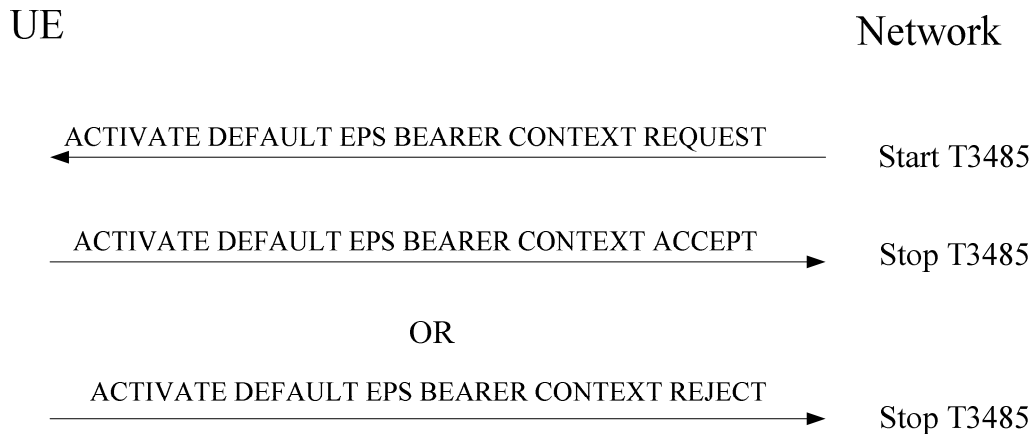 UE
Network
ACTIVATE DEFAULT EPS BEARER CONTEXT REQUEST
Start T3485
ACTIVATE DEFAULT EPS BEARER CONTEXT ACCEPT
Stop T3485
OR
ACTIVATE DEFAULT EPS BEARER CONTEXT REJECT
Stop T3485